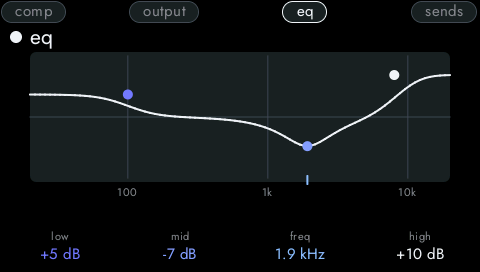 comp output eq sends
eq
100 1k 10k
low mid freq high
+5 dB -7 dB 1.9 kHz +10 dB